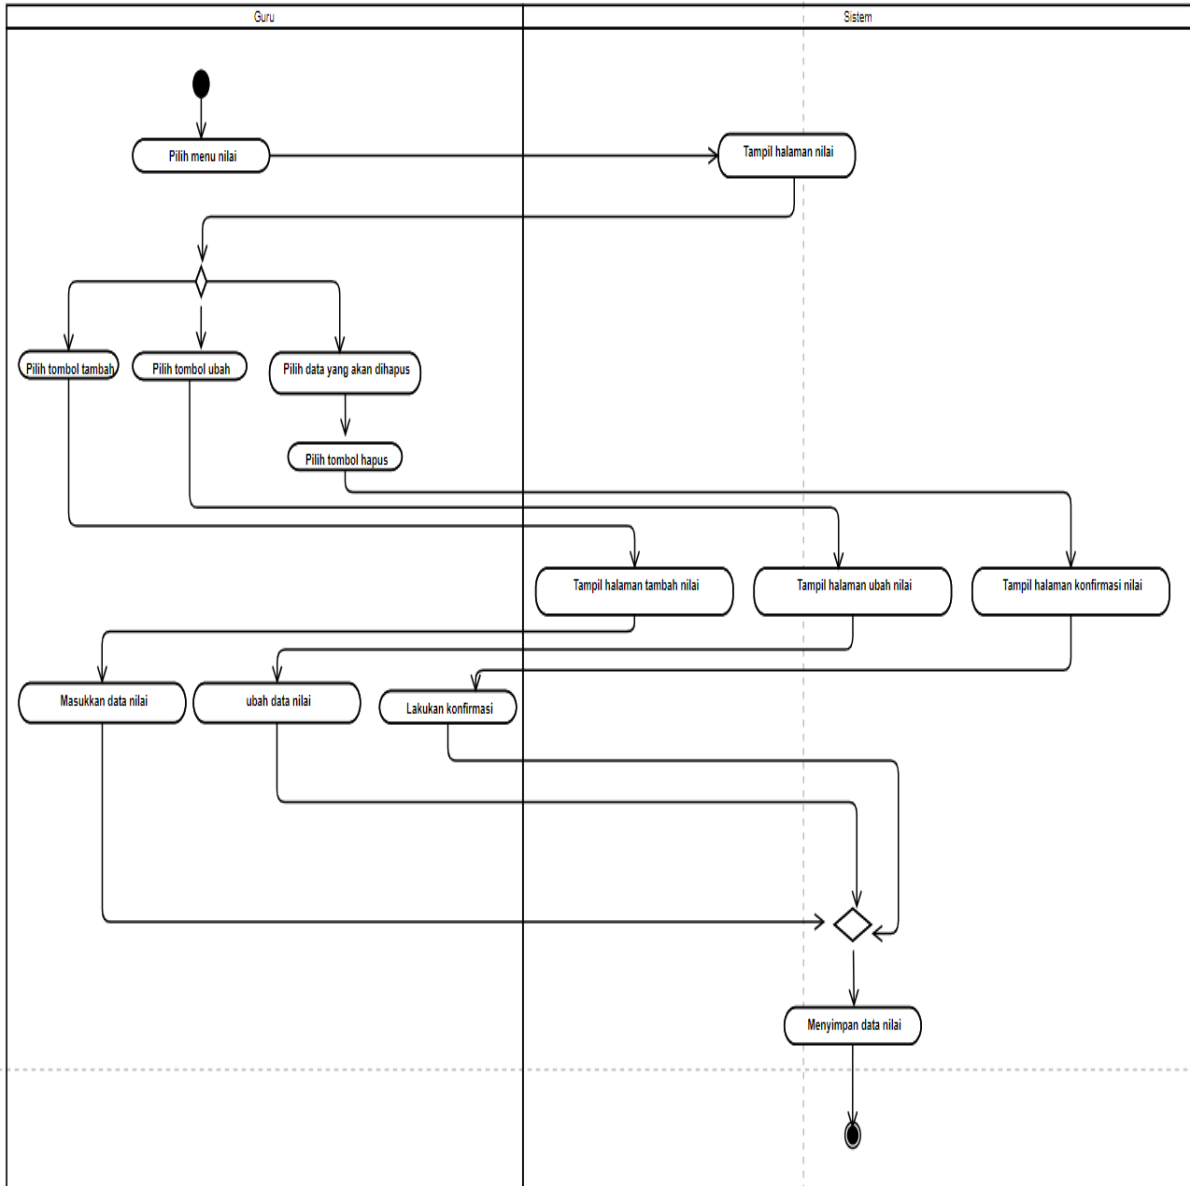 Guru
Sistem
Pilih menu nilai
Tampil halaman nilai
Pilih tombol tambah
Pilih tombol ubah
Pilih data yang akan dihapus
Pilih tombol hapus
Tampil halaman tambah nilai
Tampil halaman ubah nilai
Tampil halaman konfirmasi nilai
Masukkan data nilai
ubah data nilai
Lakukan konfirmasi
Menyimpan data nilai